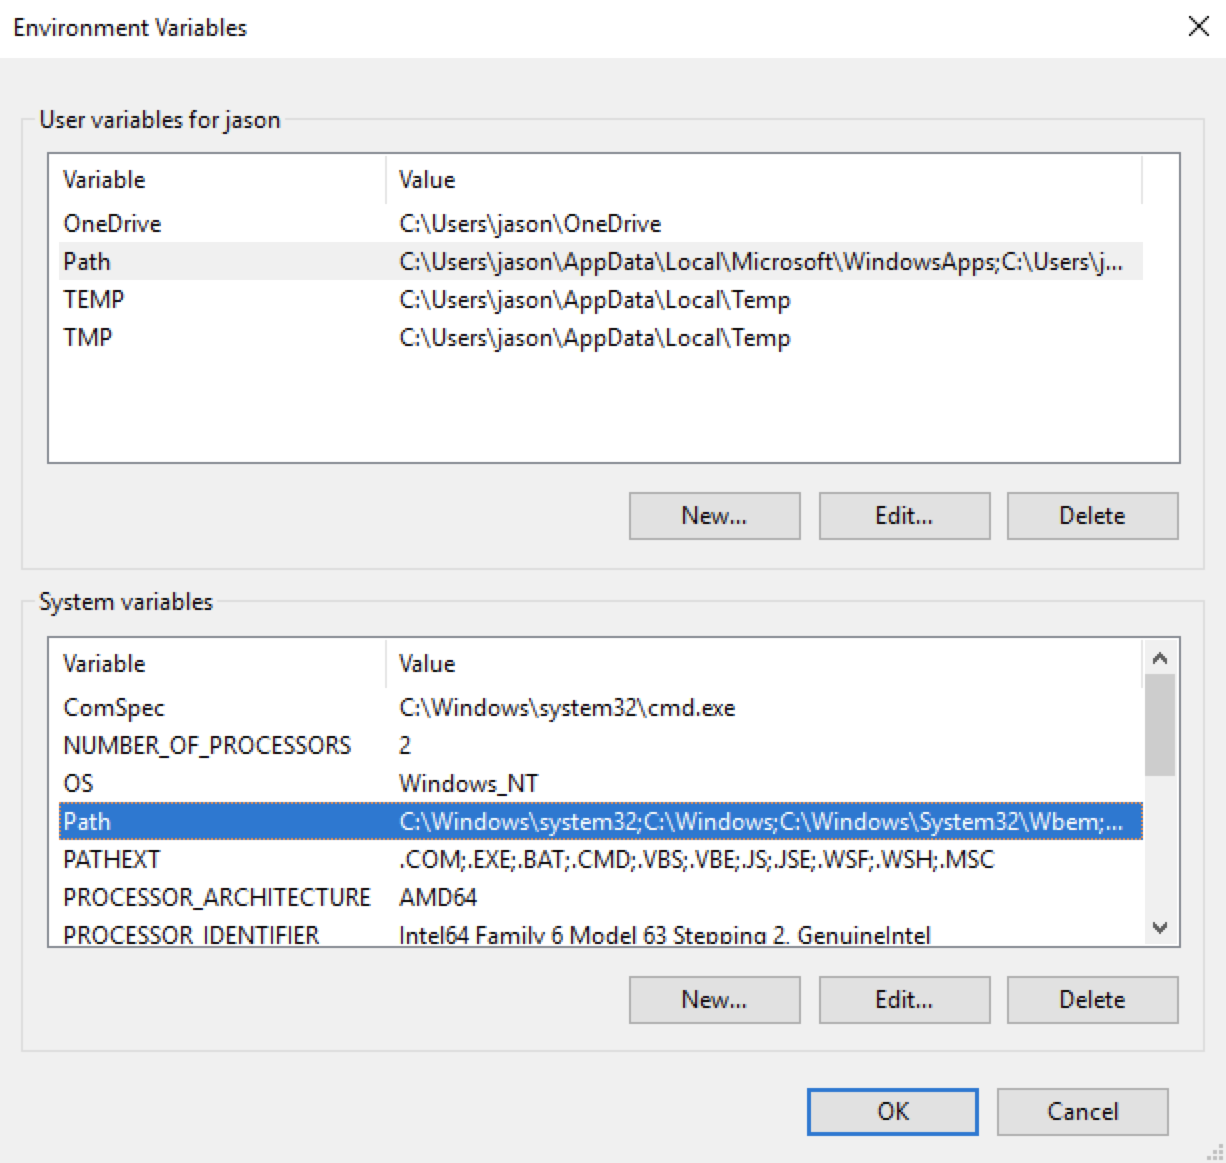 Environment Variables
User variables for jason
Variable Value
OneDrive C:\Users\jason\OneDrive
Path C:\Users\jason\AppData\Local\Microsoft\WindowsApps;C:\Users\j...
TEMP C:\Users\jason\AppData\Local\Temp
TMP C:\Users\jason\AppData\Local\Temp
New... Edit... Delete
System variables
Variable Value
ComSpec C:\Windows\system32\cmd.exe
NUMBER_OF_PROCESSORS 2
OS Windows_NT
Path C:\Windows\system32;C:\Windows;C:\Windows\System32\Wbem;...
PATHEXT .COM;.EXE;.BAT;.CMD;.VBS;.VBE;.JS;.JSE;.WSF;.WSH;.MSC
PROCESSOR_ARCHITECTURE AMD64
PROCESSOR_IDENTIFIER Intel64 Family 6 Model 63 Stepping 2, GenuineIntel
New... Edit... Delete
OK Cancel